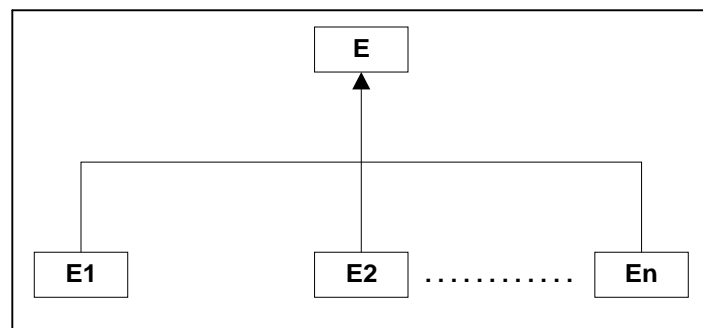 E
E1 E2 . . . . . . . . . . . . En